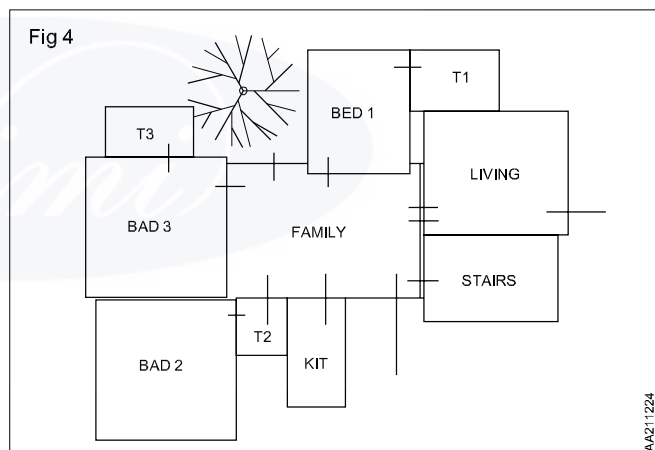 Fig 4
T1
BED 1
T3
LIVING
BAD 3
FAMILY
STAIRS
T2
KIT
BAD 2
AA211224